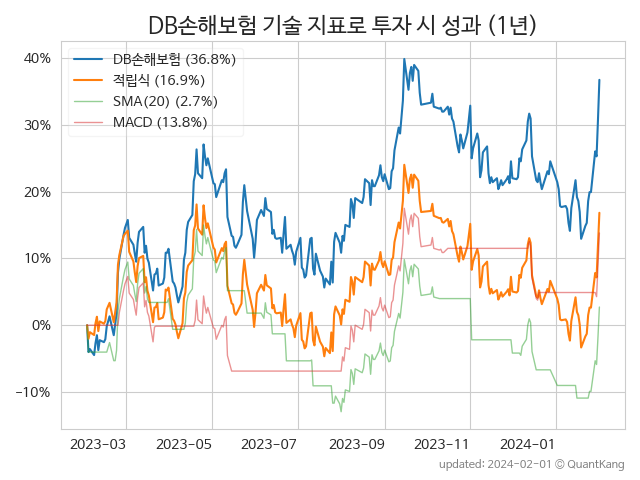 DB손해보험 기술 지표로 투자 시 성과 (1년)
DB손해보험 (36.8%)
적립식 (16.9%)
SMA(20) (2.7%)
MACD (13.8%)
40%
30%
20%
10%
0%
−10%
2023-03 2023-05 2023-07 2023-09 2023-11 2024-01
updated: 2024-02-01 © QuantKang